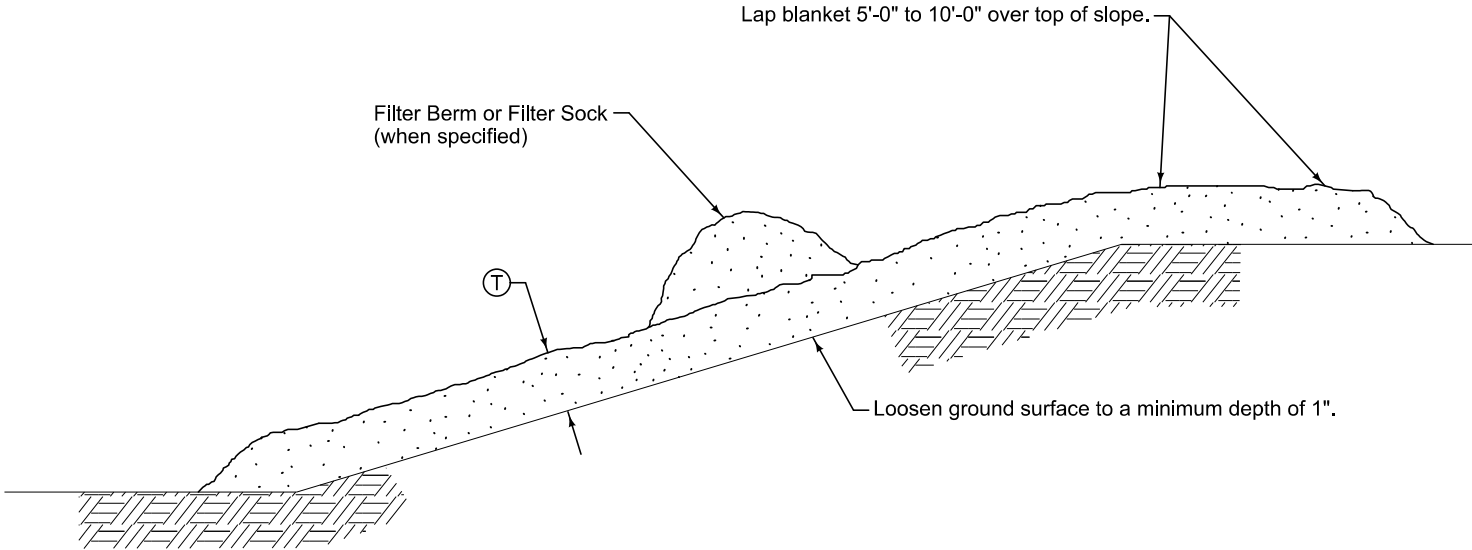 Lap blanket 5'-0" to 10'-0" over top of slope.
Filter Berm or Filter Sock
(when specified)
T
Loosen ground surface to a minimum depth of 1".